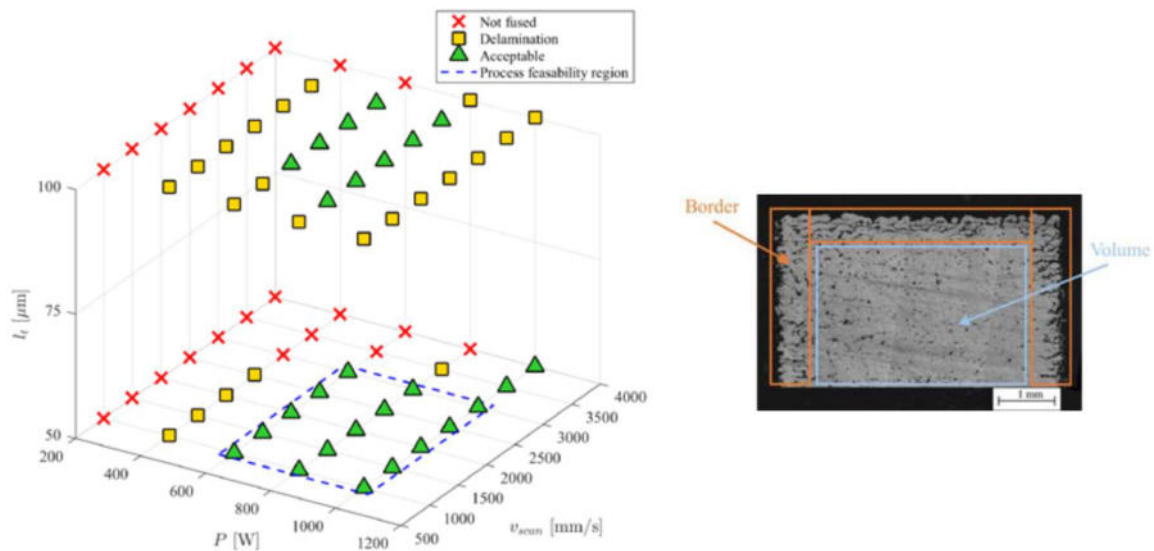 Not fused
Delamination
Acceptable
Process feasability region
100
75
50
l_t [μm]
200
400
600
800
1000
1200
P [W]
500
1000
1500
2000
2500
3000
3500
4000
v_scan [mm/s]
Border
Volume
1 mm